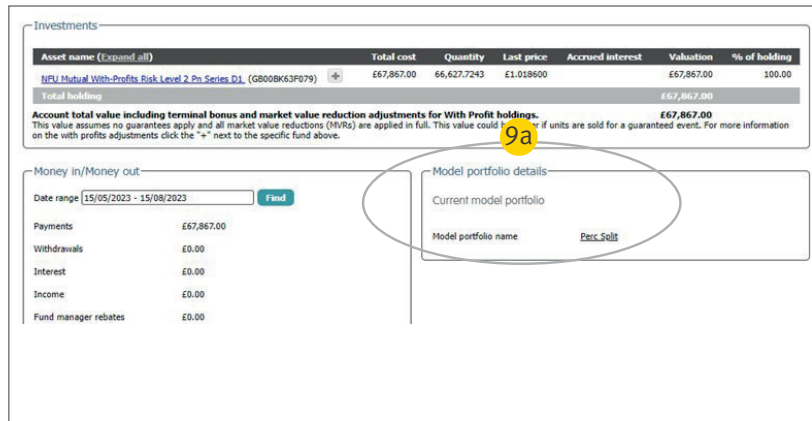 Investments
Asset name (Expand all) Total cost Quantity Last price Accrued interest Valuation % of holding
NFU Mutual With-Profits Risk Level 2 Pn Series D1 (GB00BK63F079) + £67,867.00 66,627.7243 £1.018600 £67,867.00 100.00
Total holding £67,867.00
Account total value including terminal bonus and market value reduction adjustments for With Profit holdings. £67,867.00
This value assumes no guarantees apply and all market value reductions (MVRs) are applied in full. This value could be if units are sold for a guaranteed event. For more information
on the with profits adjustments click the "+" next to the specific fund above.
9a
Money in/Money out
Date range 15/05/2023 - 15/08/2023 Find
Payments £67,867.00
Withdrawals £0.00
Interest £0.00
Income £0.00
Fund manager rebates £0.00
Model portfolio details
Current model portfolio
Model portfolio name Perc Split